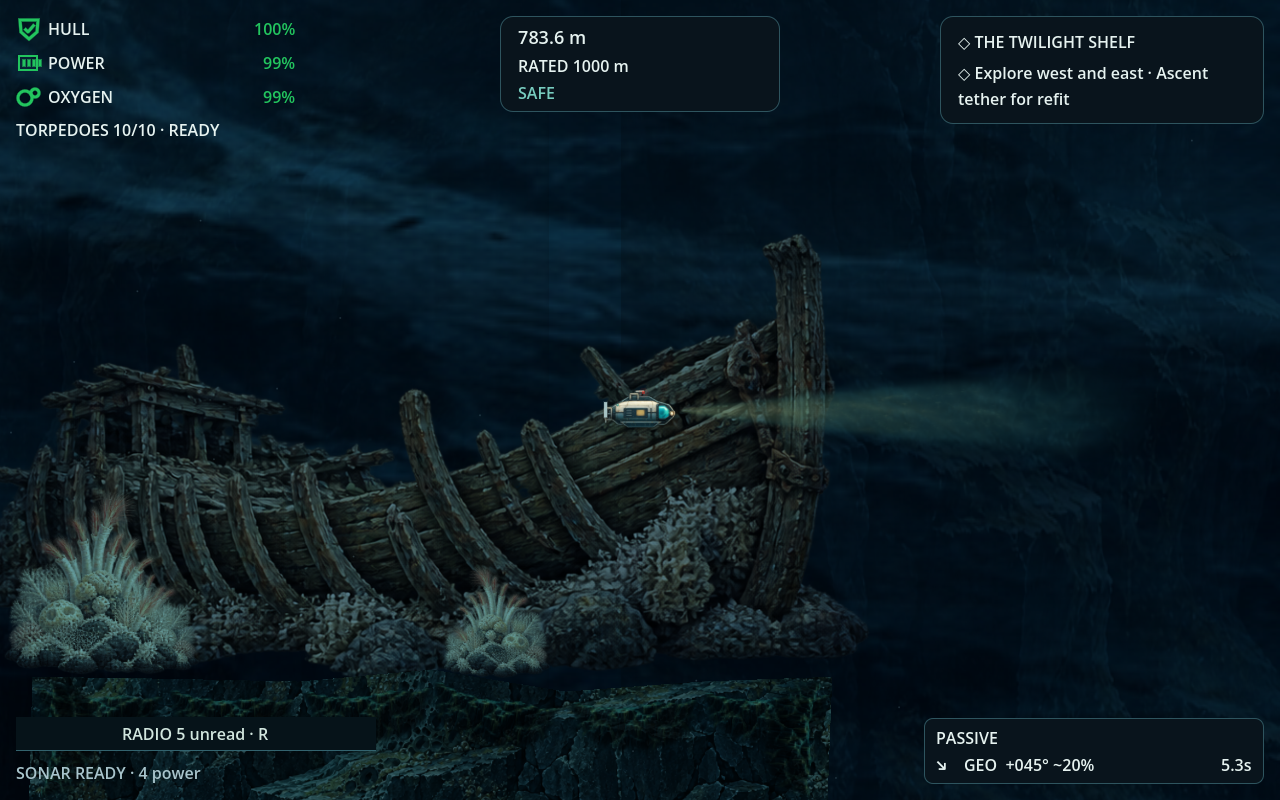 HULL 100%
POWER 99%
OXYGEN 99%
TORPEDOES 10/10 · READY
783.6 m
RATED 1000 m
SAFE
◇ THE TWILIGHT SHELF
◇ Explore west and east · Ascent
tether for refit
RADIO 5 unread · R
SONAR READY · 4 power
PASSIVE
↘ GEO +045° ~20% 5.3s